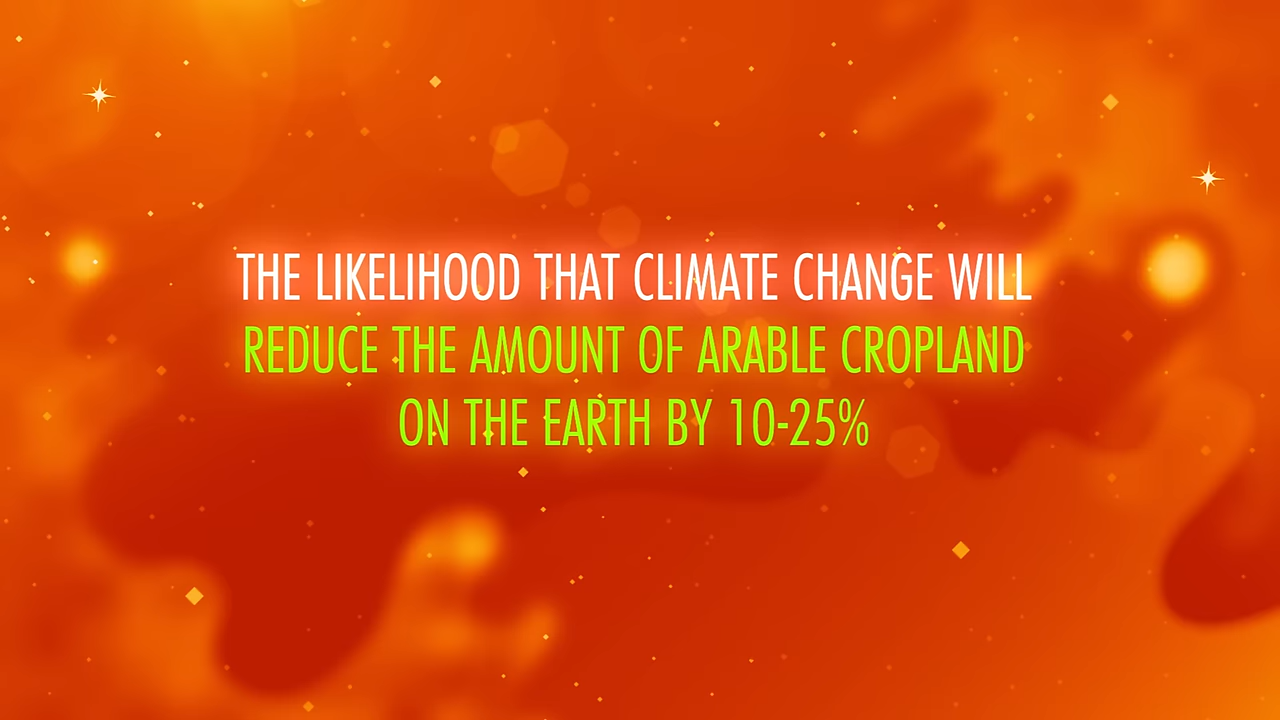 THE LIKELIHOOD THAT CLIMATE CHANGE WILL
REDUCE THE AMOUNT OF ARABLE CROPLAND
ON THE EARTH BY 10-25%